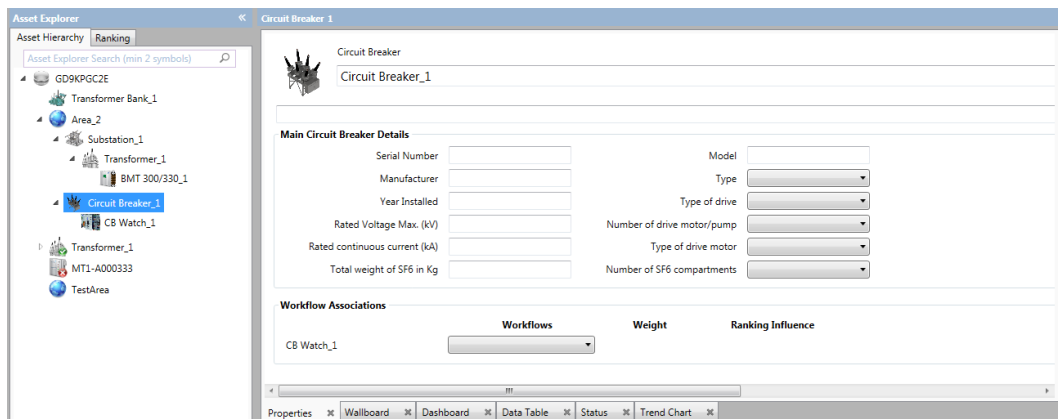 Asset Explorer
Asset Hierarchy Ranking
Asset Explorer Search (min 2 symbols)
GD9KPGC2E
Transformer Bank_1
Area_2
Substation_1
Transformer_1
BMT 300/330_1
Circuit Breaker_1
CB Watch_1
Transformer_1
MT1-A000333
TestArea
Circuit Breaker 1
Circuit Breaker
Circuit Breaker_1
Main Circuit Breaker Details
Serial Number Model
Manufacturer Type
Year Installed Type of drive
Rated Voltage Max. (kV) Number of drive motor/pump
Rated continuous current (kA) Type of drive motor
Total weight of SF6 in Kg Number of SF6 compartments
Workflow Associations
Workflows Weight Ranking Influence
CB Watch_1
Properties Wallboard Dashboard Data Table Status Trend Chart